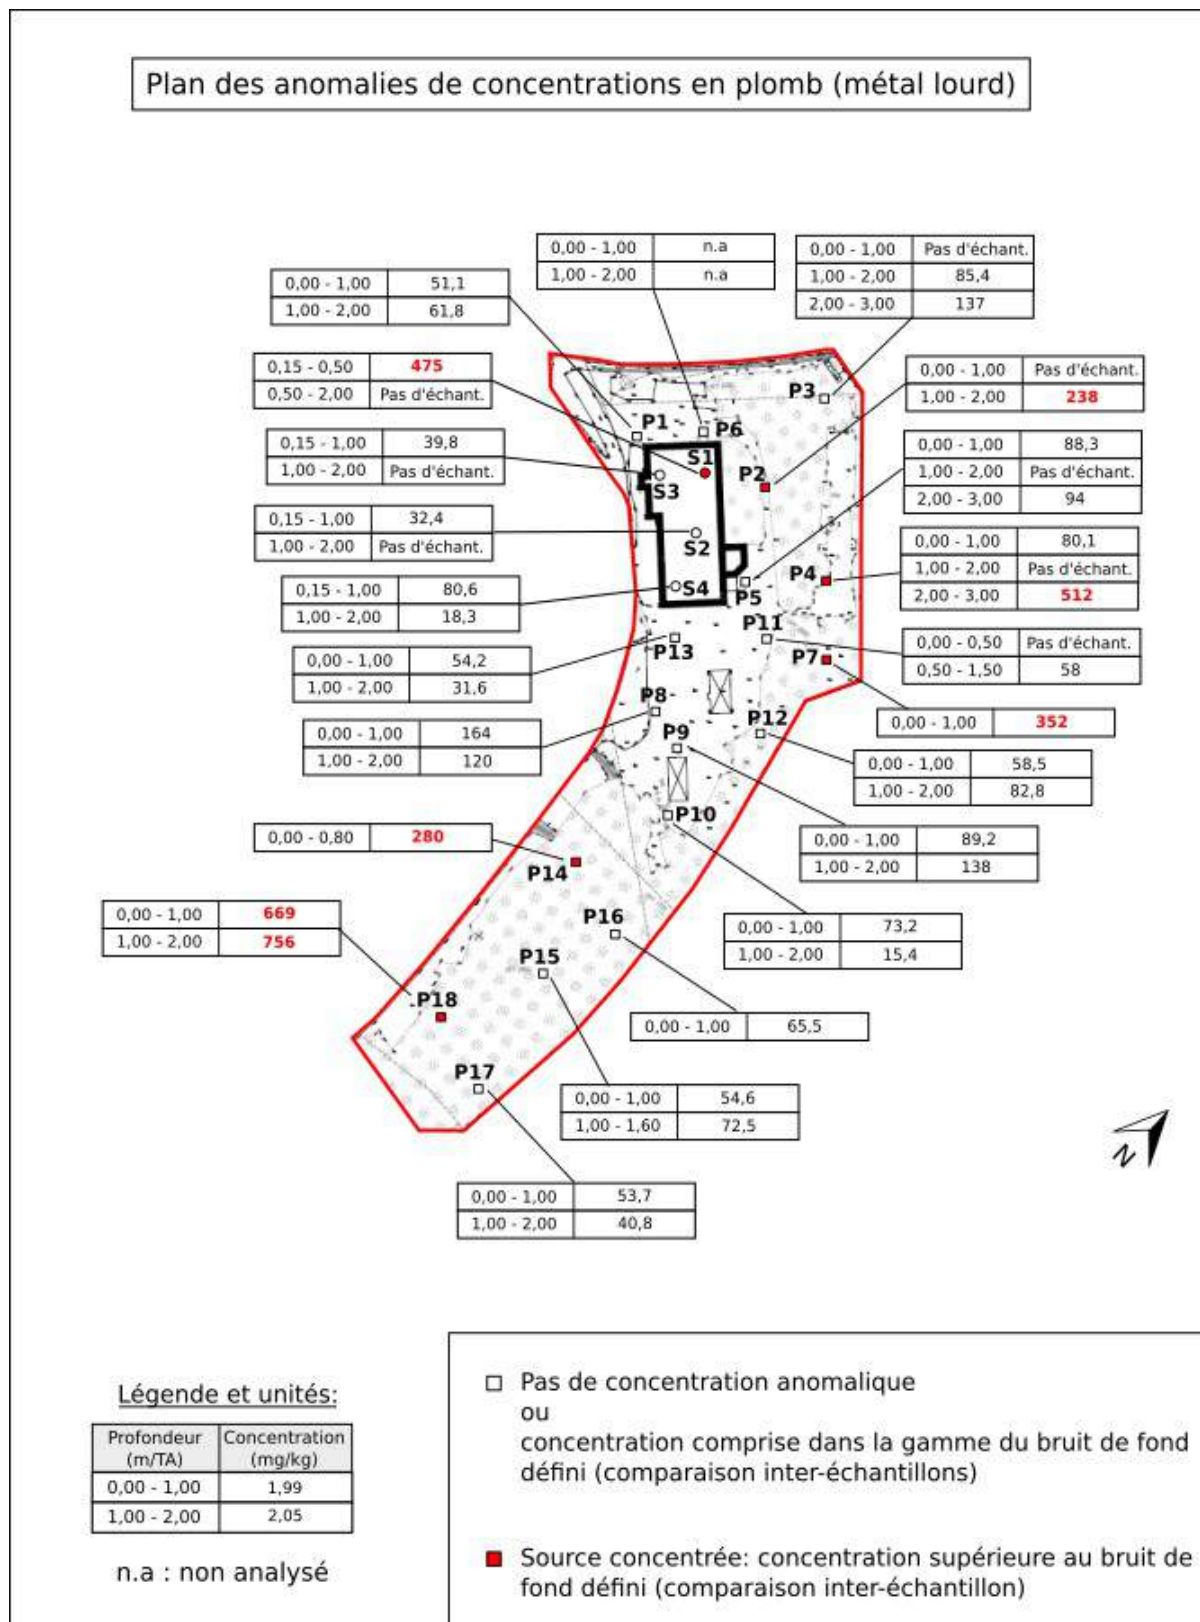 Plan des anomalies de concentrations en plomb (métal lourd)
0,00 - 1,00 n.a
1,00 - 2,00 n.a
0,00 - 1,00 Pas d'échant.
1,00 - 2,00 85,4
2,00 - 3,00 137
0,00 - 1,00 51,1
1,00 - 2,00 61,8
0,15 - 0,50 475
0,50 - 2,00 Pas d'échant.
0,00 - 1,00 Pas d'échant.
1,00 - 2,00 238
0,15 - 1,00 39,8
1,00 - 2,00 Pas d'échant.
0,00 - 1,00 88,3
1,00 - 2,00 Pas d'échant.
2,00 - 3,00 94
0,15 - 1,00 32,4
1,00 - 2,00 Pas d'échant.
0,00 - 1,00 80,1
1,00 - 2,00 Pas d'échant.
2,00 - 3,00 512
0,15 - 1,00 80,6
1,00 - 2,00 18,3
0,00 - 0,50 Pas d'échant.
0,50 - 1,50 58
0,00 - 1,00 54,2
1,00 - 2,00 31,6
0,00 - 1,00 352
0,00 - 1,00 164
1,00 - 2,00 120
0,00 - 1,00 58,5
1,00 - 2,00 82,8
0,00 - 0,80 280
0,00 - 1,00 89,2
1,00 - 2,00 138
0,00 - 1,00 669
1,00 - 2,00 756
0,00 - 1,00 73,2
1,00 - 2,00 15,4
0,00 - 1,00 65,5
0,00 - 1,00 54,6
1,00 - 1,60 72,5
0,00 - 1,00 53,7
1,00 - 2,00 40,8
P3
P1
P6
S1
P2
S3
S2
P4
S4
P5
P11
P13
P7
P8
P12
P9
P10
P14
P16
P15
P18
P17
N
Légende et unités:
Profondeur Concentration
(m/TA) (mg/kg)
0,00 - 1,00 1,99
1,00 - 2,00 2,05
n.a : non analysé
Pas de concentration anomalique
ou
concentration comprise dans la gamme du bruit de fond
défini (comparaison inter-échantillons)
Source concentrée: concentration supérieure au bruit de
fond défini (comparaison inter-échantillon)